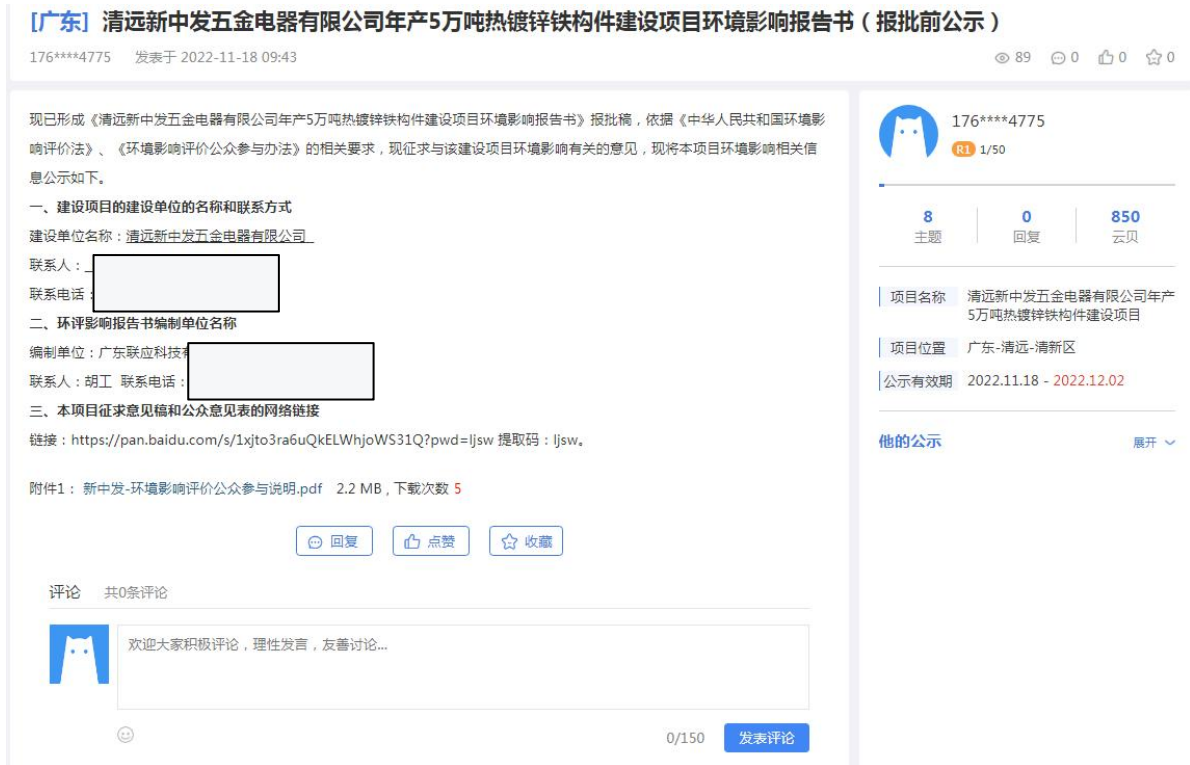 [广东] 清远新中发五金电器有限公司年产5万吨热镀锌铁构件建设项目环境影响报告书（报批前公示）
176****4775 发表于 2022-11-18 09:43
89 0 0 0
现已形成《清远新中发五金电器有限公司年产5万吨热镀锌铁构件建设项目环境影响报告书》报批稿，依据《中华人民共和国环境影
响评价法》、《环境影响评价公众参与办法》的相关要求，现征求与该建设项目环境影响有关的意见，现将本项目环境影响相关信
息公示如下。
一、建设项目的建设单位的名称和联系方式
建设单位名称：清远新中发五金电器有限公司
联系人：
联系电话：
二、环评影响报告书编制单位名称
编制单位：广东联应科技有
联系人：胡工 联系电话：
三、本项目征求意见稿和公众意见表的网络链接
链接：https://pan.baidu.com/s/1xjto3ra6uQkELWhjoWS31Q?pwd=ljsw 提取码：ljsw。
附件1： 新中发-环境影响评价公众参与说明.pdf 2.2 MB，下载次数 5
回复 点赞 收藏
评论 共0条评论
欢迎大家积极评论，理性发言，友善讨论...
0/150 发表评论
176****4775
R1 1/50
8 0 850
主题 回复 云贝
项目名称 清远新中发五金电器有限公司年产
5万吨热镀锌铁构件建设项目
项目位置 广东-清远-清新区
公示有效期 2022.11.18 - 2022.12.02
他的公示 展开